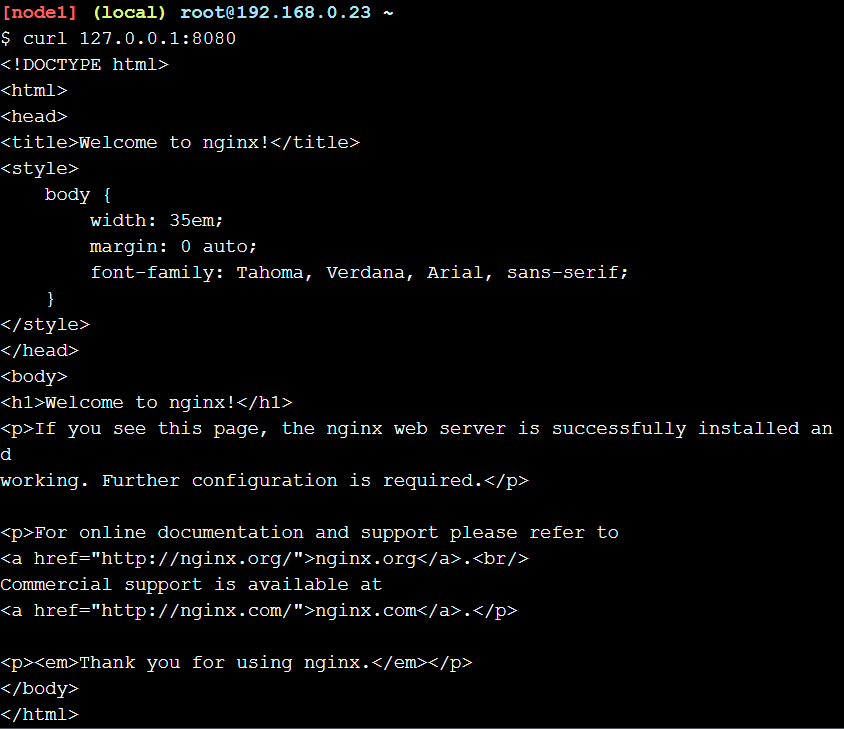 [node1] (local) root@192.168.0.23 ~
$ curl 127.0.0.1:8080
<!DOCTYPE html>
<html>
<head>
<title>Welcome to nginx!</title>
<style>
    body {
        width: 35em;
        margin: 0 auto;
        font-family: Tahoma, Verdana, Arial, sans-serif;
    }
</style>
</head>
<body>
<h1>Welcome to nginx!</h1>
<p>If you see this page, the nginx web server is successfully installed an
d
working. Further configuration is required.</p>

<p>For online documentation and support please refer to
<a href="http://nginx.org/">nginx.org</a>.<br/>
Commercial support is available at
<a href="http://nginx.com/">nginx.com</a>.</p>

<p><em>Thank you for using nginx.</em></p>
</body>
</html>